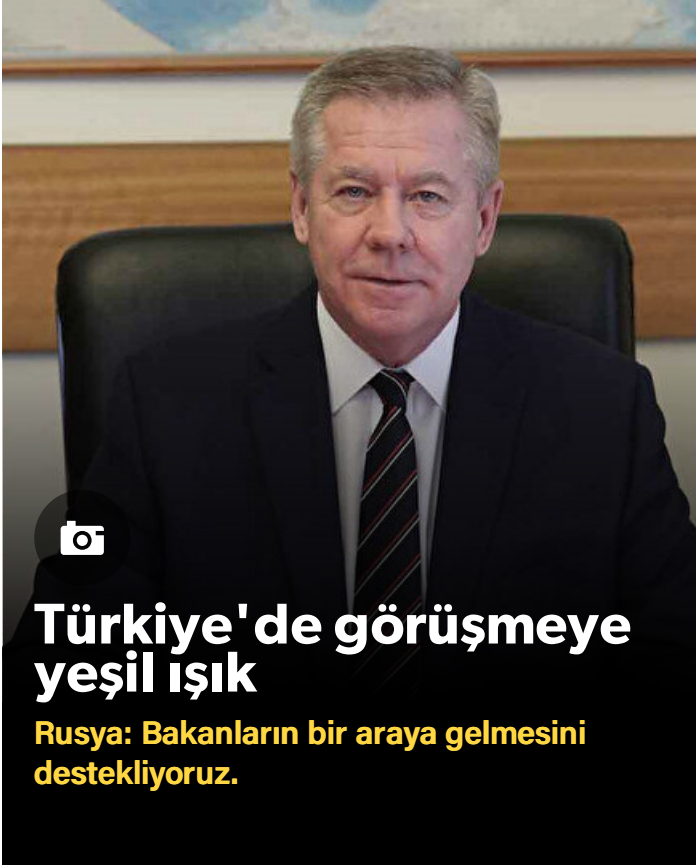 Türkiye'de görüşmeye
yeşil ışık
Rusya: Bakanların bir araya gelmesini
destekliyoruz.